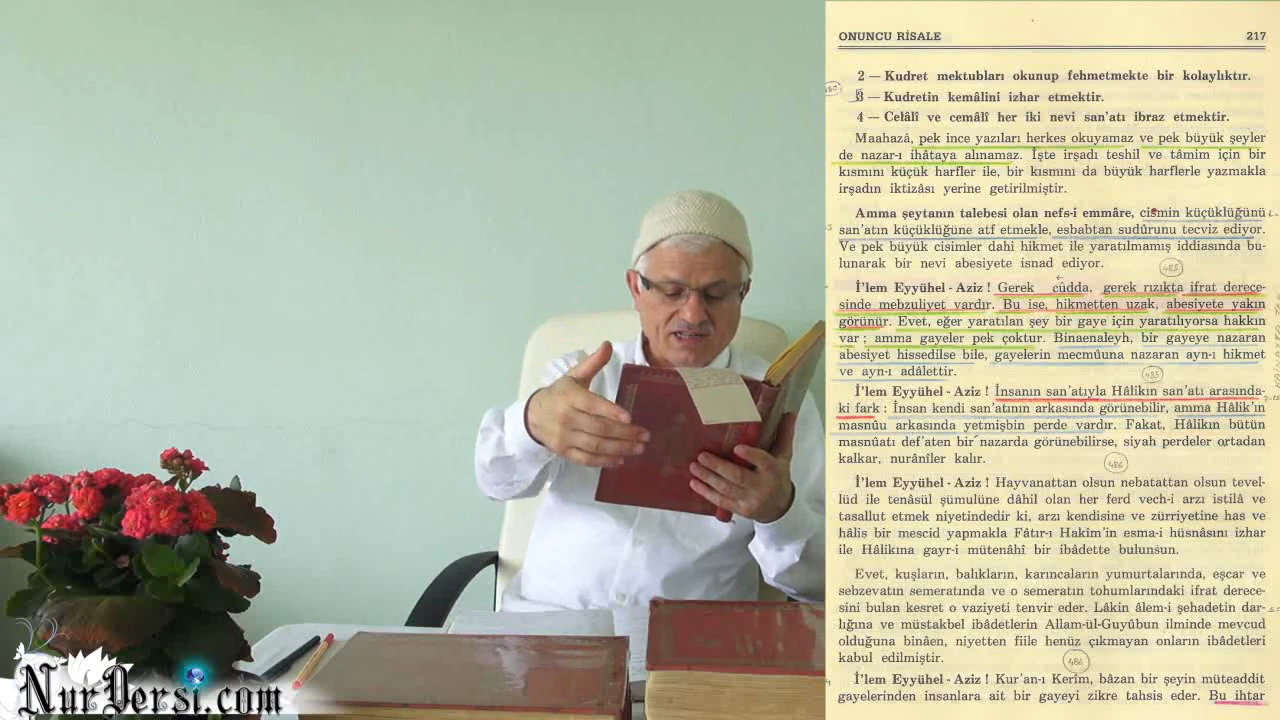 ONUNCU RİSALE 217
2 — Kudret mektubları okunup fehmetmekte bir kolaylıktır.
3 — Kudretin kemâlini izhar etmektir.
4 — Celâlî ve cemâlî her iki nevi san'atı ibraz etmektir.
Maahazâ, pek ince yazıları herkes okuyamaz ve pek büyük şeyler
de nazar-ı ihâtaya alınamaz. İşte irşadı teshil ve tâmim için bir
kısmını küçük harfler ile, bir kısmını da büyük harflerle yazmakla
irşadın iktizâsı yerine getirilmiştir.
Amma şeytanın talebesi olan nefs-i emmâre, cismin küçüklüğünü
san'atın küçüklüğüne atf etmekle, esbabtan sudûrunu tecviz ediyor.
Ve pek büyük cisimler dahi hikmet ile yaratılmamış iddiasında bu-
lunarak bir nevi abesiyete isnad ediyor.
485
İ'lem Eyyühel - Aziz ! Gerek cûdda, gerek rızıkta ifrat derece-
sinde mebzuliyet vardır. Bu ise, hikmetten uzak, abesiyete yakın
görünür. Evet, eğer yaratılan şey bir gaye için yaratılıyorsa hakkın
var ; amma gayeler pek çoktur. Binaenaleyh, bir gayeye nazaran
abesiyet hissedilse bile, gayelerin mecmûuna nazaran ayn-ı hikmet
ve ayn-ı adâlettir.
485
İ'lem Eyyühel - Aziz ! İnsanın san'atıyla Hâlikın san'atı arasında-
ki fark : İnsan kendi san'atının arkasında görünebilir, amma Hâlik'ın
masnûu arkasında yetmişbin perde vardır. Fakat, Hâlikın bütün
masnûatı def'aten bir nazarda görünebilirse, siyah perdeler ortadan
kalkar, nurânîler kalır.
486
İ'lem Eyyühel - Aziz ! Hayvanattan olsun nebatattan olsun tevel-
lüd ile tenâsül şümulüne dâhil olan her ferd vech-i arzı istilâ ve
tasallut etmek niyetindedir ki, arzı kendisine ve zürriyetine has ve
hâlis bir mescid yapmakla Fâtır-ı Hakîm'in esma-i hüsnâsını izhar
ile Hâlikına gayr-i mütenâhî bir ibâdette bulunsun.
Evet, kuşların, balıkların, karıncaların yumurtalarında, eşcar ve
sebzevatın semeratında ve o semeratın tohumlarındaki ifrat derece-
sini bulan kesret o vaziyeti tenvir eder. Lâkin âlem-i şehadetin dar-
lığına ve müstakbel ibâdetlerin Allam-ül-Guyûbun ilminde mevcud
olduğuna binâen, niyetten fiile henüz çıkmayan onların ibâdetleri
kabul edilmiştir.
486
İ'lem Eyyühel - Aziz ! Kur'an-ı Kerîm, bâzan bir şeyin müteaddit
gayelerinden insanlara ait bir gayeyi zikre tahsis eder. Bu ihtar
NurDersi.com